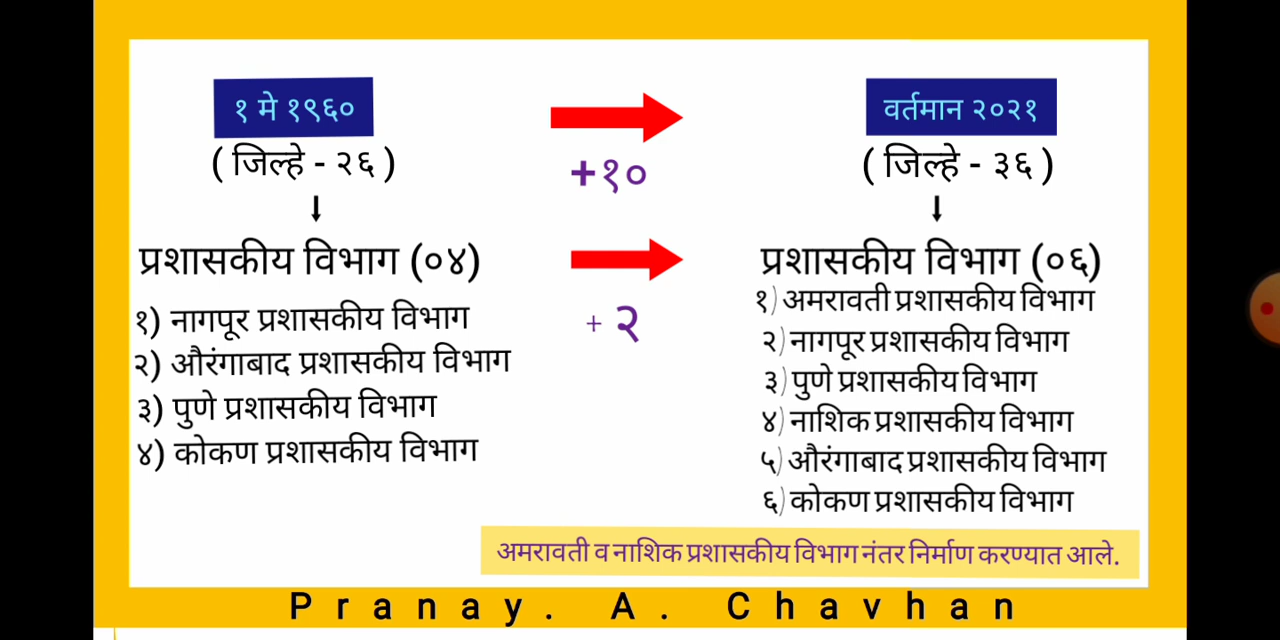 १ मे १९६०
वर्तमान २०२१
( जिल्हे - २६ )
+१०
( जिल्हे - ३६ )
प्रशासकीय विभाग (०४)
प्रशासकीय विभाग (०६)
१) नागपूर प्रशासकीय विभाग
२) औरंगाबाद प्रशासकीय विभाग
३) पुणे प्रशासकीय विभाग
४) कोकण प्रशासकीय विभाग
+ २
१) अमरावती प्रशासकीय विभाग
२) नागपूर प्रशासकीय विभाग
३) पुणे प्रशासकीय विभाग
४) नाशिक प्रशासकीय विभाग
५) औरंगाबाद प्रशासकीय विभाग
६) कोकण प्रशासकीय विभाग
अमरावती व नाशिक प्रशासकीय विभाग नंतर निर्माण करण्यात आले.
Pranay. A. Chavhan